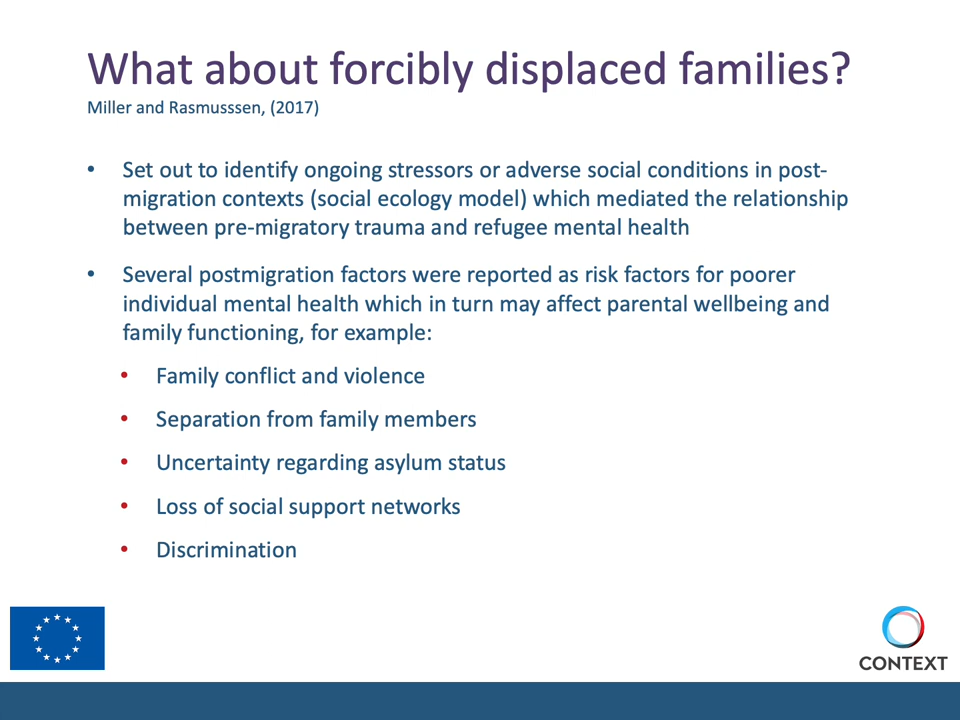 What about forcibly displaced families?
Miller and Rasmusssen, (2017)
• Set out to identify ongoing stressors or adverse social conditions in post-
migration contexts (social ecology model) which mediated the relationship
between pre-migratory trauma and refugee mental health
• Several postmigration factors were reported as risk factors for poorer
individual mental health which in turn may affect parental wellbeing and
family functioning, for example:
• Family conflict and violence
• Separation from family members
• Uncertainty regarding asylum status
• Loss of social support networks
• Discrimination
CONTEXT